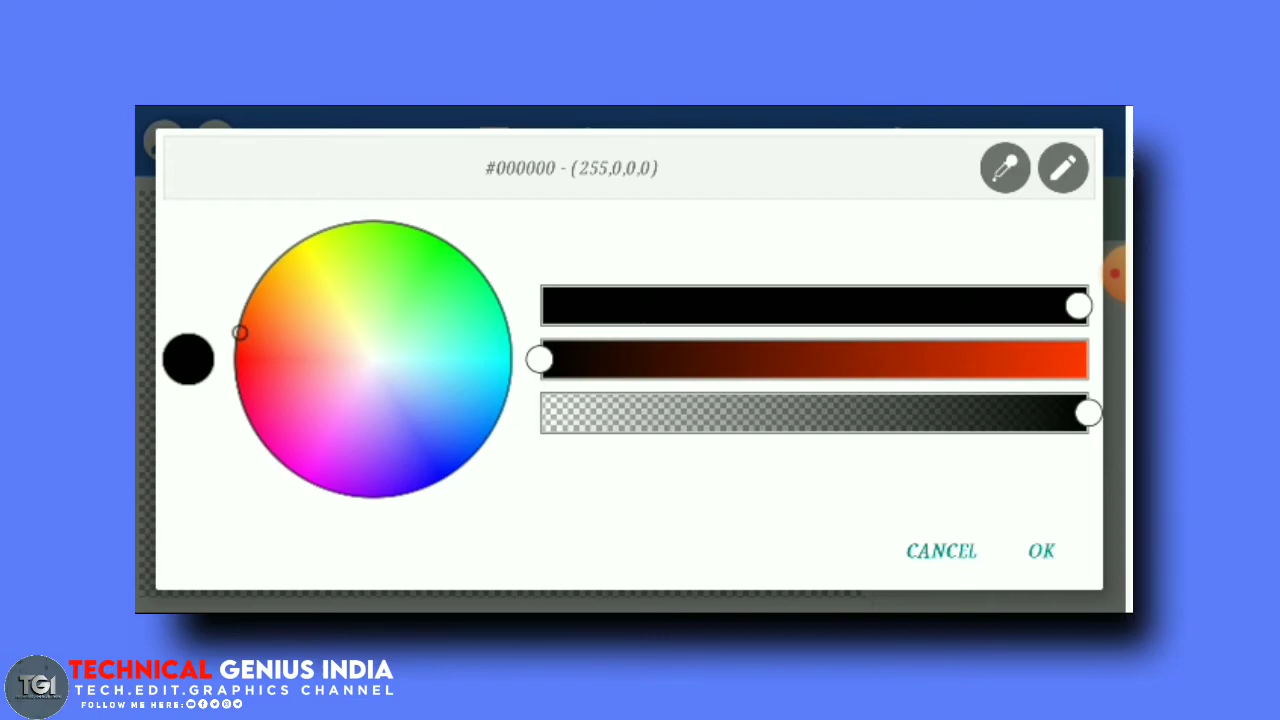 #000000 - (255,0,0,0)
CANCEL OK
TGI
TECHNICAL GENIUS INDIA
TECH.EDIT.GRAPHICS CHANNEL
FOLLOW ME HERE: